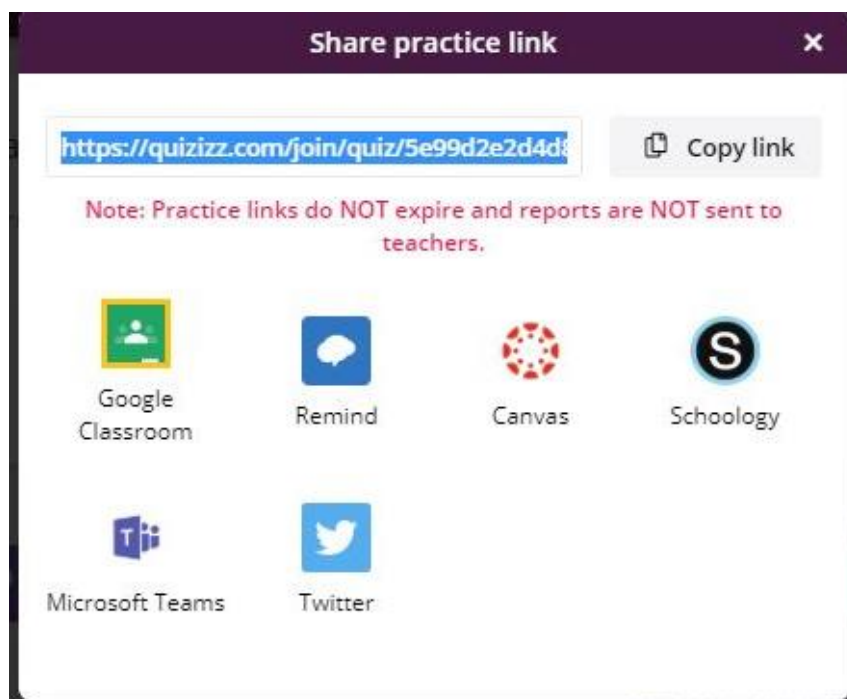 Share practice link
https://quizizz.com/join/quiz/5e99d2e2d4d8
Copy link
Note: Practice links do NOT expire and reports are NOT sent to
teachers.
S
Google
Classroom
Remind
Canvas
Schoology
T
Microsoft Teams
Twitter